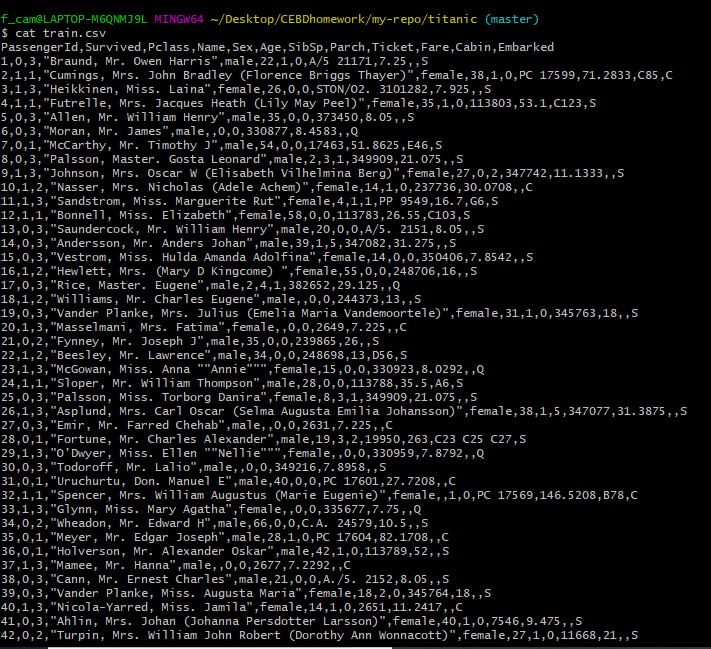 f_cam@LAPTOP-M6QNMJ9L MINGW64 ~/Desktop/CEBDhomework/my-repo/titanic (master)
$ cat train.csv
PassengerId,Survived,Pclass,Name,Sex,Age,SibSp,Parch,Ticket,Fare,Cabin,Embarked
1,0,3,"Braund, Mr. Owen Harris",male,22,1,0,A/5 21171,7.25,,S
2,1,1,"Cumings, Mrs. John Bradley (Florence Briggs Thayer)",female,38,1,0,PC 17599,71.2833,C85,C
3,1,3,"Heikkinen, Miss. Laina",female,26,0,0,STON/O2. 3101282,7.925,,S
4,1,1,"Futrelle, Mrs. Jacques Heath (Lily May Peel)",female,35,1,0,113803,53.1,C123,S
5,0,3,"Allen, Mr. William Henry",male,35,0,0,373450,8.05,,S
6,0,3,"Moran, Mr. James",male,,0,0,330877,8.4583,,Q
7,0,1,"McCarthy, Mr. Timothy J",male,54,0,0,17463,51.8625,E46,S
8,0,3,"Palsson, Master. Gosta Leonard",male,2,3,1,349909,21.075,,S
9,1,3,"Johnson, Mrs. Oscar W (Elisabeth Vilhelmina Berg)",female,27,0,2,347742,11.1333,,S
10,1,2,"Nasser, Mrs. Nicholas (Adele Achem)",female,14,1,0,237736,30.0708,,C
11,1,3,"Sandstrom, Miss. Marguerite Rut",female,4,1,1,PP 9549,16.7,G6,S
12,1,1,"Bonnell, Miss. Elizabeth",female,58,0,0,113783,26.55,C103,S
13,0,3,"Saundercock, Mr. William Henry",male,20,0,0,A/5. 2151,8.05,,S
14,0,3,"Andersson, Mr. Anders Johan",male,39,1,5,347082,31.275,,S
15,0,3,"Vestrom, Miss. Hulda Amanda Adolfina",female,14,0,0,350406,7.8542,,S
16,1,2,"Hewlett, Mrs. (Mary D Kingcome) ",female,55,0,0,248706,16,,S
17,0,3,"Rice, Master. Eugene",male,2,4,1,382652,29.125,,Q
18,1,2,"Williams, Mr. Charles Eugene",male,,0,0,244373,13,,S
19,0,3,"Vander Planke, Mrs. Julius (Emelia Maria Vandemoortele)",female,31,1,0,345763,18,,S
20,1,3,"Masselmani, Mrs. Fatima",female,,0,0,2649,7.225,,C
21,0,2,"Fynney, Mr. Joseph J",male,35,0,0,239865,26,,S
22,1,2,"Beesley, Mr. Lawrence",male,34,0,0,248698,13,D56,S
23,1,3,"McGowan, Miss. Anna ""Annie""",female,15,0,0,330923,8.0292,,Q
24,1,1,"Sloper, Mr. William Thompson",male,28,0,0,113788,35.5,A6,S
25,0,3,"Palsson, Miss. Torborg Danira",female,8,3,1,349909,21.075,,S
26,1,3,"Asplund, Mrs. Carl Oscar (Selma Augusta Emilia Johansson)",female,38,1,5,347077,31.3875,,S
27,0,3,"Emir, Mr. Farred Chehab",male,,0,0,2631,7.225,,C
28,0,1,"Fortune, Mr. Charles Alexander",male,19,3,2,19950,263,C23 C25 C27,S
29,1,3,"O'Dwyer, Miss. Ellen ""Nellie""",female,,0,0,330959,7.8792,,Q
30,0,3,"Todoroff, Mr. Lalio",male,,0,0,349216,7.8958,,S
31,0,1,"Uruchurtu, Don. Manuel E",male,40,0,0,PC 17601,27.7208,,C
32,1,1,"Spencer, Mrs. William Augustus (Marie Eugenie)",female,,1,0,PC 17569,146.5208,B78,C
33,1,3,"Glynn, Miss. Mary Agatha",female,,0,0,335677,7.75,,Q
34,0,2,"Wheadon, Mr. Edward H",male,66,0,0,C.A. 24579,10.5,,S
35,0,1,"Meyer, Mr. Edgar Joseph",male,28,1,0,PC 17604,82.1708,,C
36,0,1,"Holverson, Mr. Alexander Oskar",male,42,1,0,113789,52,,S
37,1,3,"Mamee, Mr. Hanna",male,,0,0,2677,7.2292,,C
38,0,3,"Cann, Mr. Ernest Charles",male,21,0,0,A./5. 2152,8.05,,S
39,0,3,"Vander Planke, Miss. Augusta Maria",female,18,2,0,345764,18,,S
40,1,3,"Nicola-Yarred, Miss. Jamila",female,14,1,0,2651,11.2417,,C
41,0,3,"Ahlin, Mrs. Johan (Johanna Persdotter Larsson)",female,40,1,0,7546,9.475,,S
42,0,2,"Turpin, Mrs. William John Robert (Dorothy Ann Wonnacott)",female,27,1,0,11668,21,,S